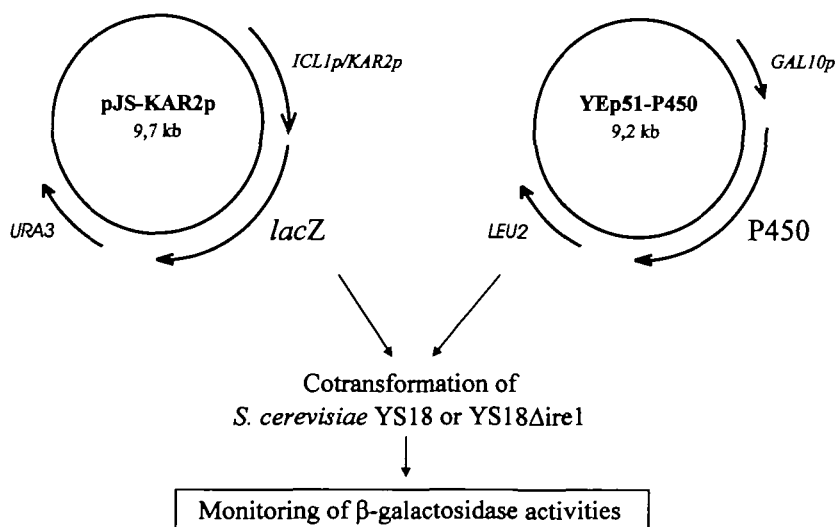 ICL1p/KAR2p
pJS-KAR2p
9,7 kb
URA3
lacZ
GAL10p
YEp51-P450
9,2 kb
LEU2
P450
Cotransformation of
S. cerevisiae YS18 or YS18Δire1
Monitoring of β-galactosidase activities